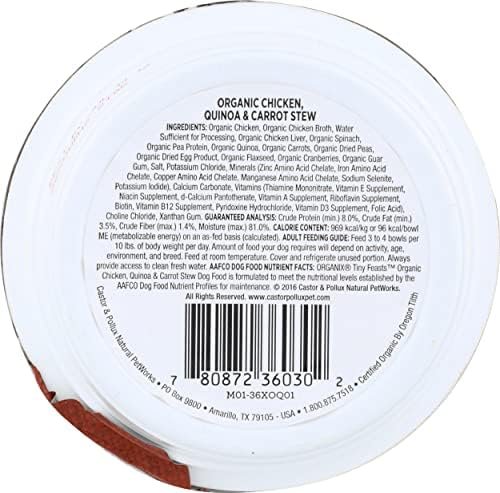 ORGANIC CHICKEN,
QUINOA & CARROT STEW
INGREDIENTS: Organic Chicken, Organic Chicken Broth, Water
Sufficient for Processing, Organic Chicken Liver, Organic Spinach,
Organic Pea Protein, Organic Quinoa, Organic Carrots, Organic Dried Peas,
Organic Dried Egg Product, Organic Flaxseed, Organic Cranberries, Organic Guar
Gum, Salt, Potassium Chloride, Minerals (Zinc Amino Acid Chelate, Iron Amino Acid
Chelate, Copper Amino Acid Chelate, Manganese Amino Acid Chelate, Sodium Selenite,
Potassium Iodide), Calcium Carbonate, Vitamins (Thiamine Mononitrate, Vitamin E Supplement,
Niacin Supplement, d-Calcium Pantothenate, Vitamin A Supplement, Riboflavin Supplement,
Biotin, Vitamin B12 Supplement, Pyridoxine Hydrochloride, Vitamin D3 Supplement, Folic Acid),
Choline Chloride, Xanthan Gum. GUARANTEED ANALYSIS: Crude Protein (min ) 8.0%, Crude Fat (min.)
3.5%, Crude Fiber (max ) 1.4%, Moisture (max) 81.0%. CALORIE CONTENT: 969 kcal/kg or 96 kcal/bowl
ME (metabolizable energy) on an as-fed basis (calculated). ADULT FEEDING GUIDE: Feed 3 to 4 bowls per
10 lbs. of body weight per day. Amount of food your dog requires will depend on activity, age,
environment, and breed. Feed at room temperature. Cover and refrigerate unused portion. Always
provide access to clean fresh water. AAFCO DOG FOOD NUTRIENT FACTS: ORGANIX® Tiny Feasts™ Organic
Chicken, Quinoa & Carrot Stew Dog Food is formulated to meet the nutritional levels established by the
AAFCO Dog Food Nutrient Profiles for maintenance. © 2016 Castor & Pollux Natural PetWorks.
All Rights Reserved. www.castorpolluxpet.com
7 80872 36030 2
M01-36XOQ01
Castor & Pollux Natural PetWorks • PO Box 9800 • Amarillo, TX 79105 - USA • 1.800.875.7518 • Certified Organic By Oregon Tilth